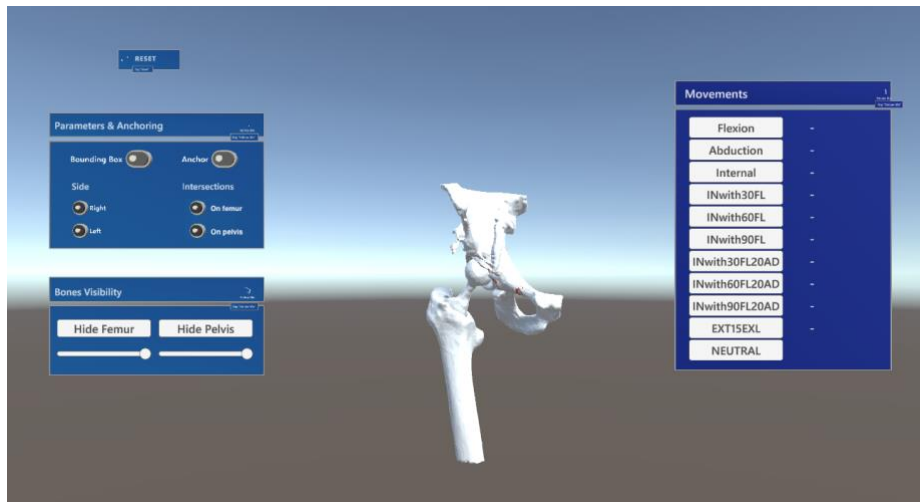 RESET
Parameters & Anchoring
Bounding Box
Anchor
Side
Intersections
Right
On femur
Left
On pelvis
Bones Visibility
Hide Femur
Hide Pelvis
Movements
Flexion -
Abduction -
Internal -
INwith30FL -
INwith60FL -
INwith90FL -
INwith30FL20AD -
INwith60FL20AD -
INwith90FL20AD -
EXT15EXL -
NEUTRAL